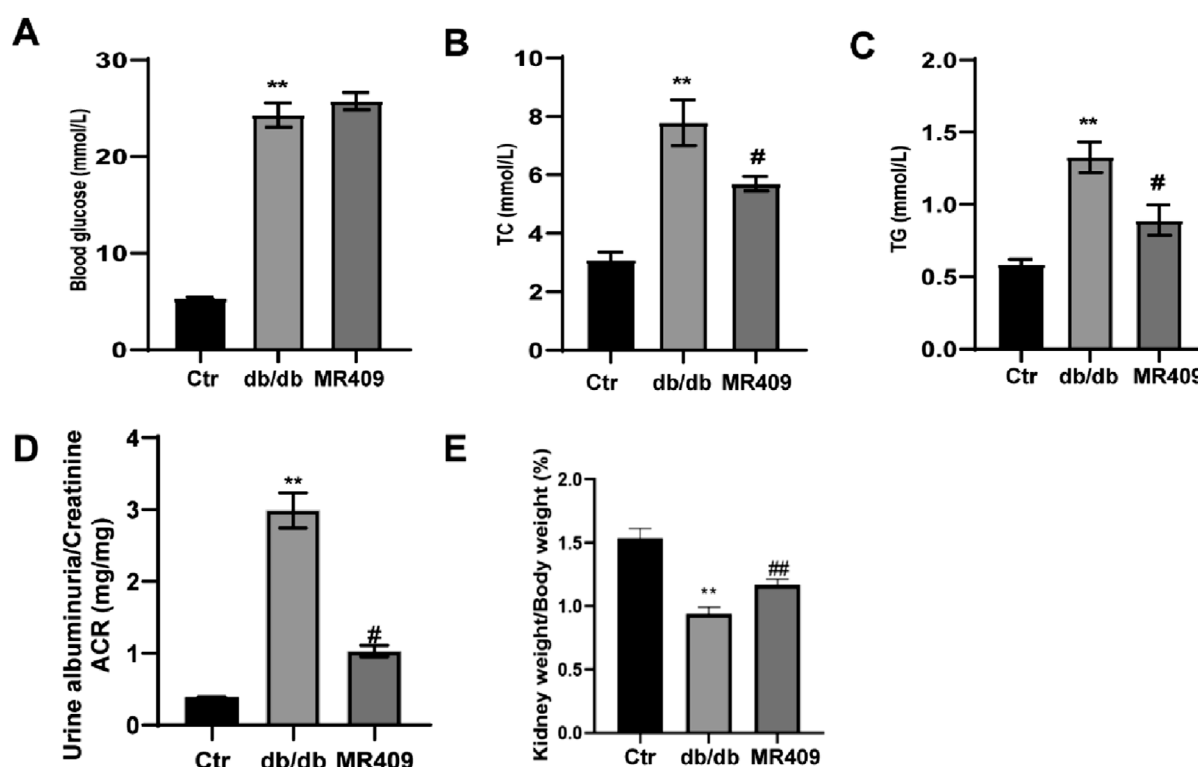 A
Blood glucose (mmol/L)
30
20
10
0
**
Ctr db/db MR409
B
TC (mmol/L)
10
8
6
4
2
0
**
#
Ctr db/db MR409
C
TG (mmol/L)
2.0
1.5
1.0
0.5
0.0
**
#
Ctr db/db MR409
D
Urine albuminuria/Creatinine
ACR (mg/mg)
4
3
2
1
0
**
#
Ctr db/db MR409
E
Kidney weight/Body weight (%)
2.0
1.5
1.0
0.5
0.0
**
##
Ctr db/db MR409